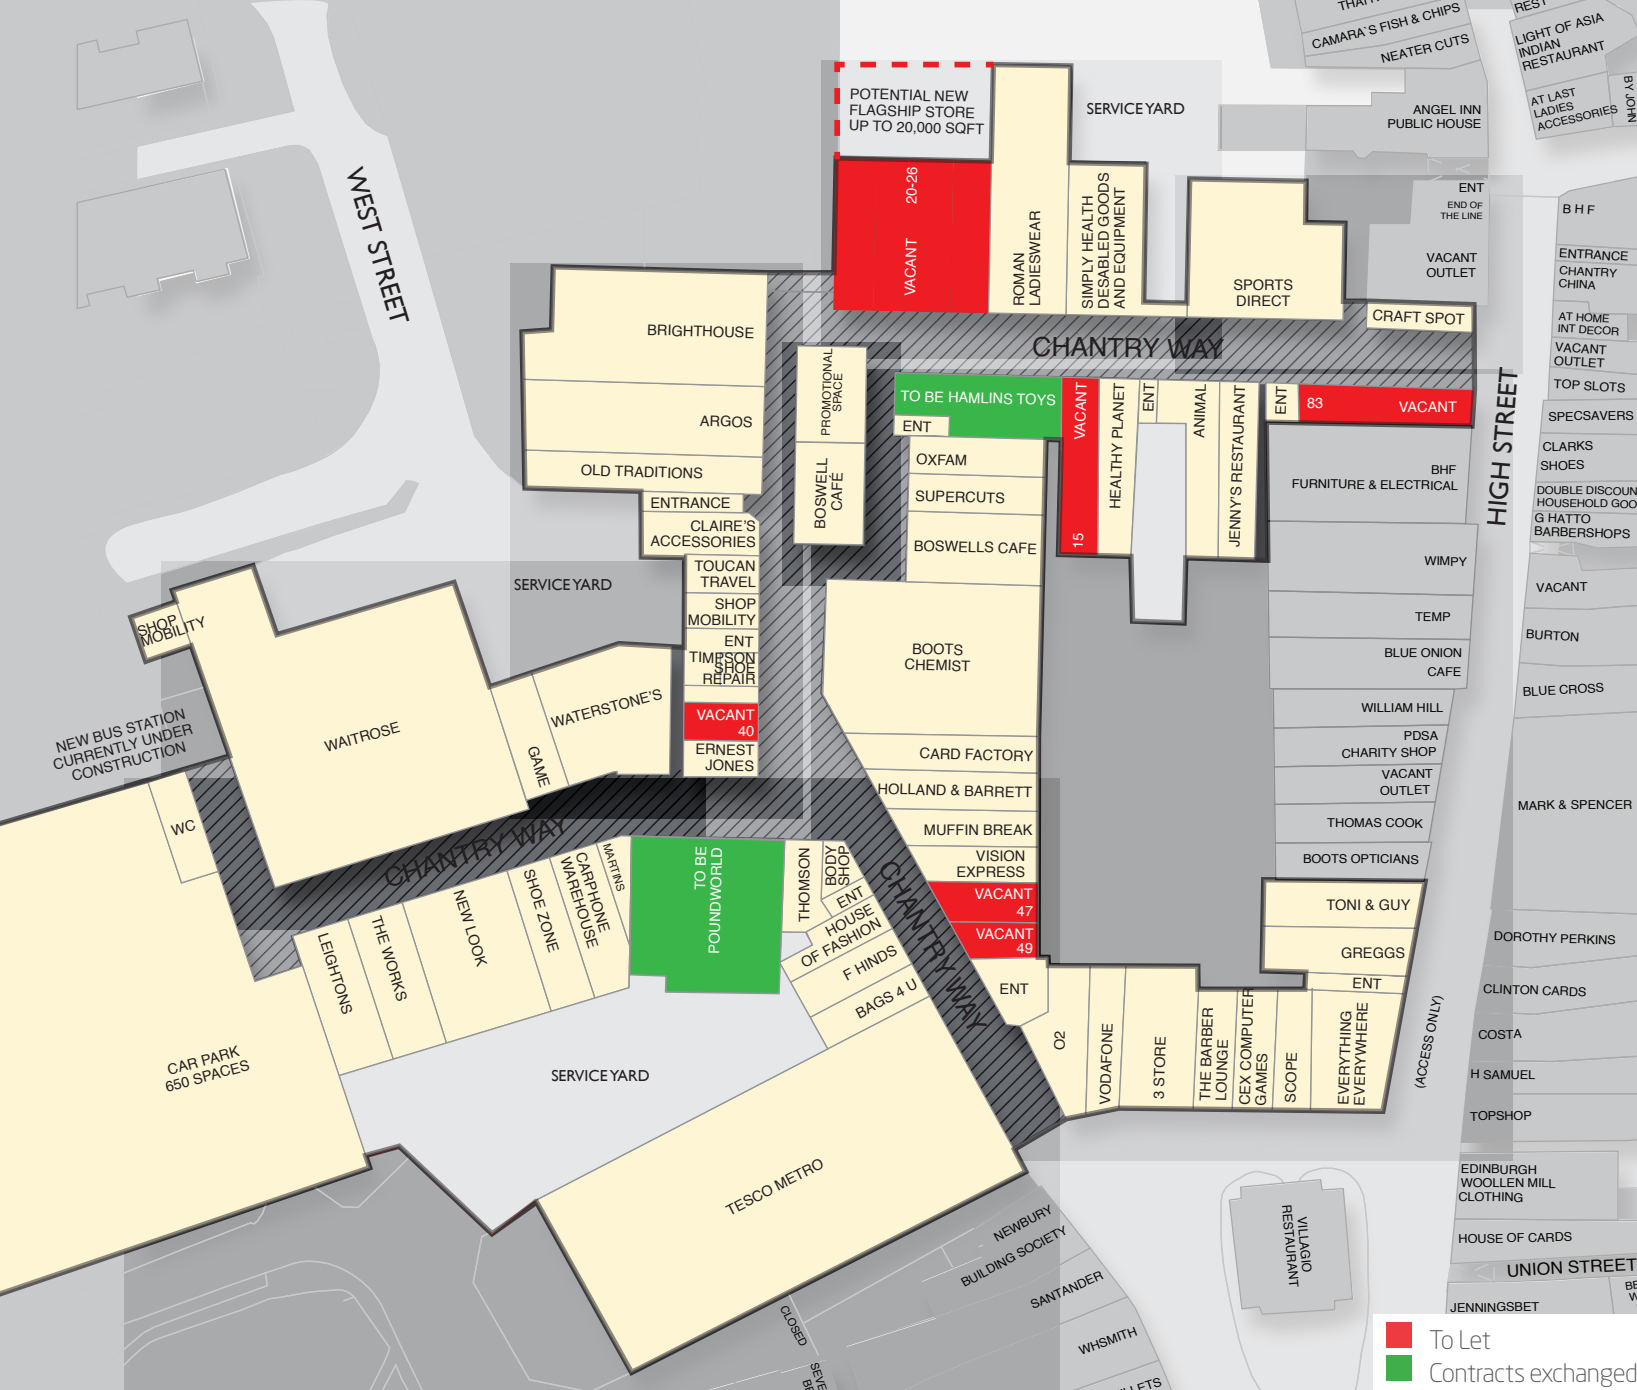 CAMARA`S FISH & CHIPS
NEATER CUTS
REST
LIGHT OF ASIA
INDIAN
RESTAURANT
AT LAST
LADIES
ACCESSORIES
BY JOHN
ANGEL INN
PUBLIC HOUSE
ENT
END OF
THE LINE
VACANT
OUTLET
POTENTIAL NEW
FLAGSHIP STORE
UP TO 20,000 SQFT
SERVICE YARD
VACANT 20-26
ROMAN
LADIESWEAR
SIMPLY HEALTH
DESABLED GOODS
AND EQUIPMENT
SPORTS
DIRECT
CRAFT SPOT
CHANTRY WAY
WEST STREET
BRIGHTHOUSE
ARGOS
OLD TRADITIONS
ENTRANCE
CLAIRE'S
ACCESSORIES
TOUCAN
TRAVEL
SHOP
MOBILITY
ENT
TIMPSON
SHOE
REPAIR
VACANT
40
ERNEST
JONES
PROMOTIONAL
SPACE
BOSWELL
CAFÉ
TO BE HAMLINS TOYS
ENT
VACANT
15
HEALTHY PLANET
ENT
ANIMAL
JENNY'S RESTAURANT
ENT
83 VACANT
OXFAM
SUPERCUTS
BOSWELLS CAFE
BOOTS
CHEMIST
CARD FACTORY
HOLLAND & BARRETT
MUFFIN BREAK
VISION
EXPRESS
VACANT
47
VACANT
49
ENT
O2
VODAFONE
3 STORE
THE BARBER
LOUNGE
CEX COMPUTER
GAMES
SCOPE
EVERYTHING
EVERYWHERE
ENT
GREGGS
TONI & GUY
BHF
FURNITURE & ELECTRICAL
WIMPY
TEMP
BLUE ONION
CAFE
WILLIAM HILL
PDSA
CHARITY SHOP
VACANT
OUTLET
THOMAS COOK
BOOTS OPTICIANS
HIGH STREET
(ACCESS ONLY)
B H F
ENTRANCE
CHANTRY
CHINA
AT HOME
INT DECOR
VACANT
OUTLET
TOP SLOTS
SPECSAVERS
CLARKS
SHOES
DOUBLE DISCOUN
HOUSEHOLD GOO
G HATTO
BARBERSHOPS
VACANT
BURTON
BLUE CROSS
MARK & SPENCER
DOROTHY PERKINS
CLINTON CARDS
COSTA
H SAMUEL
TOPSHOP
EDINBURGH
WOOLLEN MILL
CLOTHING
HOUSE OF CARDS
UNION STREET
JENNINGSBET
SERVICE YARD
SHOP
MOBILITY
NEW BUS STATION
CURRENTLY UNDER
CONSTRUCTION
WAITROSE
GAME
WATERSTONE'S
WC
CHANTRY WAY
LEIGHTONS
THE WORKS
NEW LOOK
SHOE ZONE
CARPHONE
WAREHOUSE
MARTINS
TO BE
POUNDWORLD
THOMSON
BODY
SHOP
ENT
HOUSE
OF FASHION
F HINDS
BAGS 4 U
CHANTRY WAY
CAR PARK
650 SPACES
SERVICE YARD
TESCO METRO
NEWBURY
BUILDING SOCIETY
SANTANDER
WHSMITH
CLOSED
VILLAGIO
RESTAURANT
To Let
Contracts exchanged